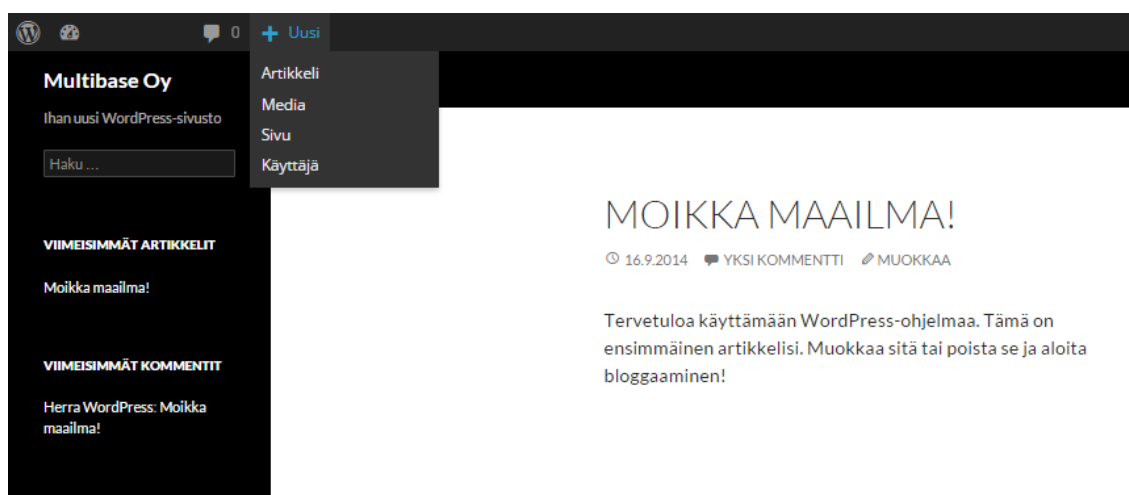 0 Uusi
Artikkeli
Media
Sivu
Käyttäjä
Multibase Oy
Ihan uusi WordPress-sivusto
Haku ...
VIIMEISIMMÄT ARTIKKELIT
Moikka maailma!
VIIMEISIMMÄT KOMMENTIT
Herra WordPress: Moikka
maailma!
MOIKKA MAAILMA!
16.9.2014 YKSI KOMMENTTI MUOKKAA
Tervetuloa käyttämään WordPress-ohjelmaa. Tämä on
ensimmäinen artikkelisi. Muokkaa sitä tai poista se ja aloita
bloggaaminen!